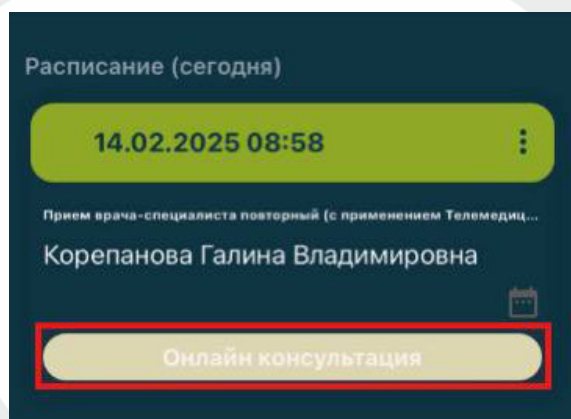 Расписание (сегодня)
14.02.2025 08:58
Прием врача-специалиста повторный (с применением Телемедиц...
Корепанова Галина Владимировна
Онлайн консультация